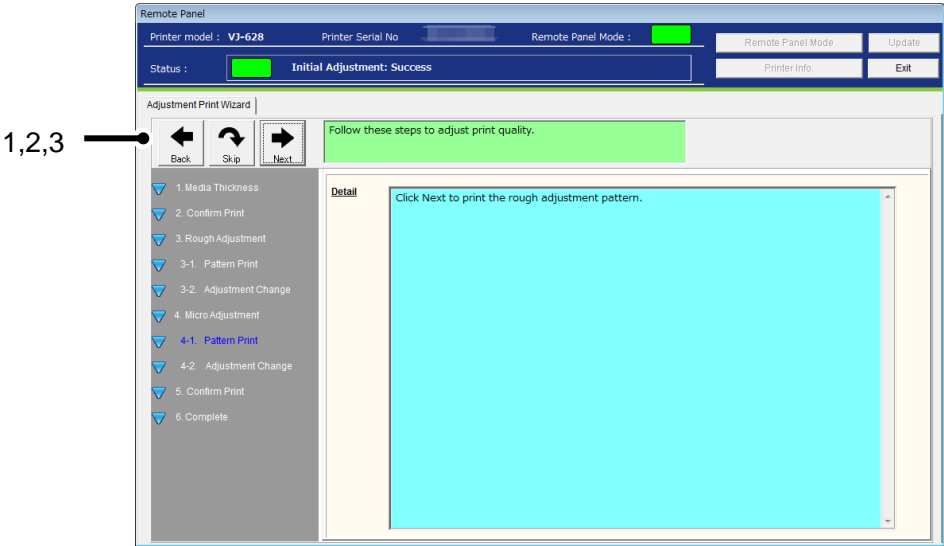 Remote Panel
Printer model : VJ-628 Printer Serial No Remote Panel Mode :
Remote Panel Mode Update
Status : Initial Adjustment: Success
Printer Info. Exit
Adjustment Print Wizard
1,2,3
Back Skip Next
Follow these steps to adjust print quality.
1. Media Thickness
2. Confirm Print
3. Rough Adjustment
3-1. Pattern Print
3-2. Adjustment Change
4. Micro Adjustment
4-1. Pattern Print
4-2. Adjustment Change
5. Confirm Print
6. Complete
Detail
Click Next to print the rough adjustment pattern.